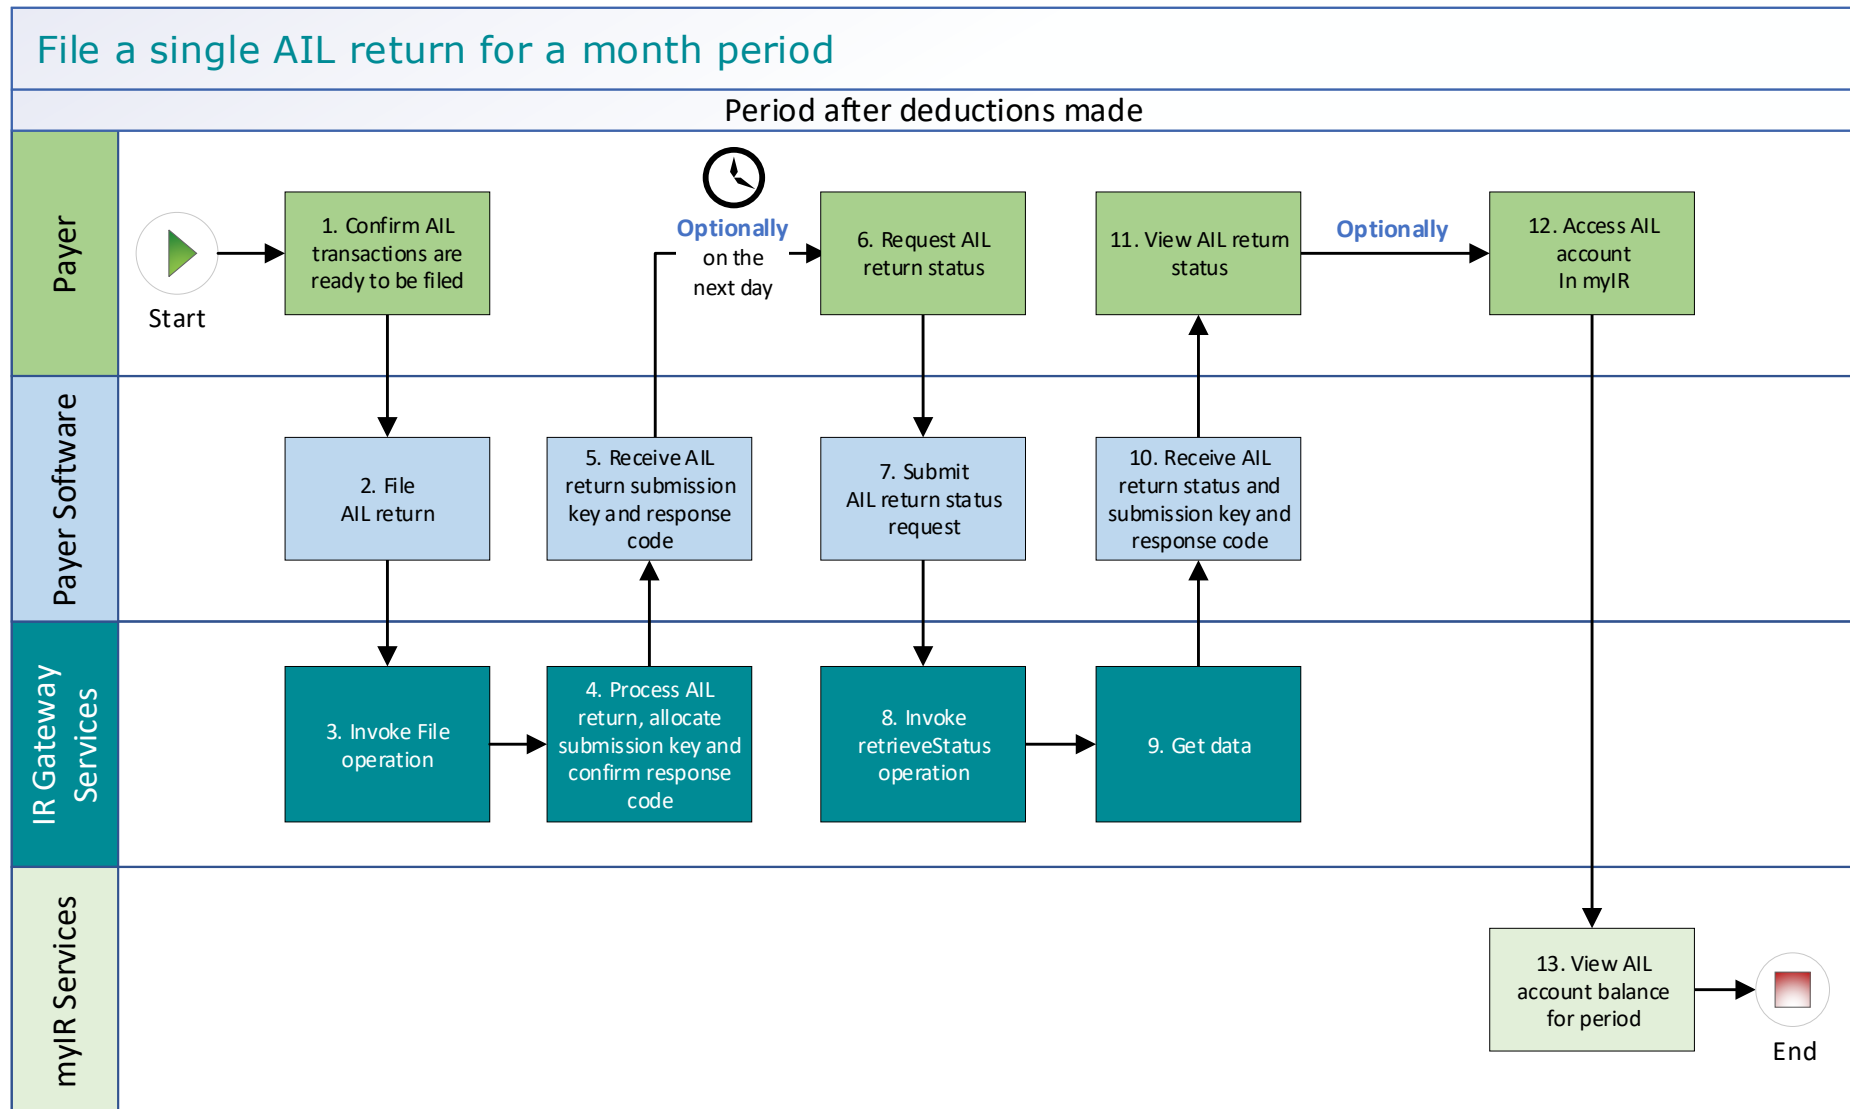 File a single AIL return for a month period
Period after deductions made
Payer
Start
1. Confirm AIL
transactions are
ready to be filed
Optionally
on the
next day
6. Request AIL
return status
11. View AIL return
status
Optionally
12. Access AIL
account
In myIR
Payer Software
2. File
AIL return
5. Receive AIL
return submission
key and response
code
7. Submit
AIL return status
request
10. Receive AIL
return status and
submission key and
response code
IR Gateway
Services
3. Invoke File
operation
4. Process AIL
return, allocate
submission key and
confirm response
code
8. Invoke
retrieveStatus
operation
9. Get data
myIR Services
13. View AIL
account balance
for period
End